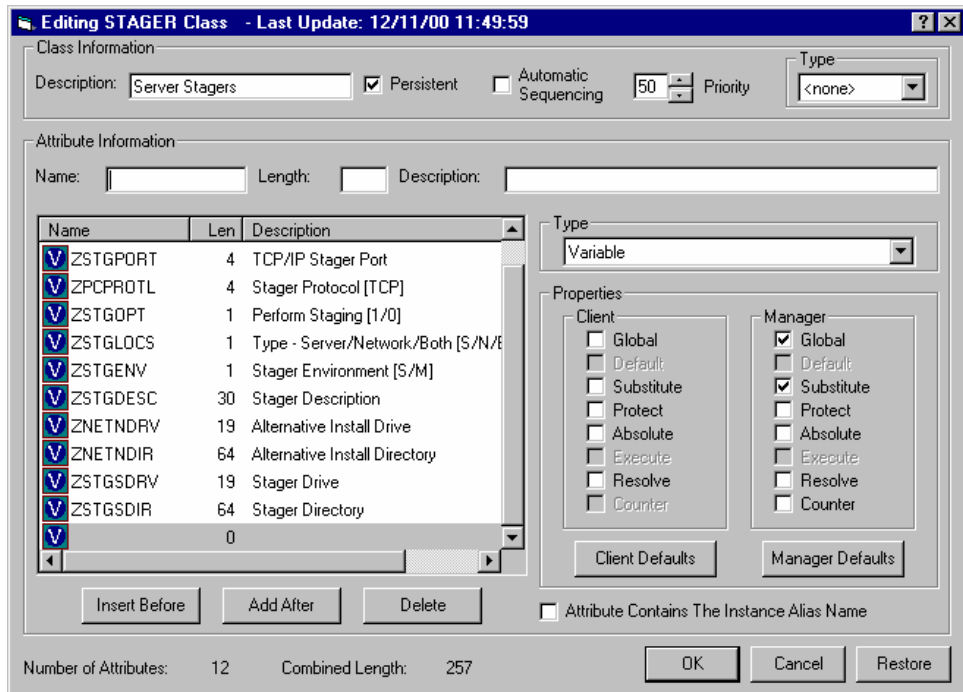 Editing STAGER Class - Last Update: 12/11/00 11:49:59
Class Information
Description: Server Stagers Persistent Automatic Sequencing 50 Priority Type <none>
Attribute Information
Name: Length: Description:
Name Len Description
V ZSTGPORT 4 TCP/IP Stager Port
V ZPCPROTL 4 Stager Protocol [TCP]
V ZSTGOPT 1 Perform Staging [1/0]
V ZSTGLOCS 1 Type - Server/Network/Both [S/N/B
V ZSTGENV 1 Stager Environment [S/M]
V ZSTGDESC 30 Stager Description
V ZNETNDRV 19 Alternative Install Drive
V ZNETNDIR 64 Alternative Install Directory
V ZSTGSDRV 19 Stager Drive
V ZSTGSDIR 64 Stager Directory
V 0
Insert Before Add After Delete
Type
Variable
Properties
Client
Global
Default
Substitute
Protect
Absolute
Execute
Resolve
Counter
Client Defaults
Manager
Global
Default
Substitute
Protect
Absolute
Execute
Resolve
Counter
Manager Defaults
Attribute Contains The Instance Alias Name
Number of Attributes: 12 Combined Length: 257
OK Cancel Restore